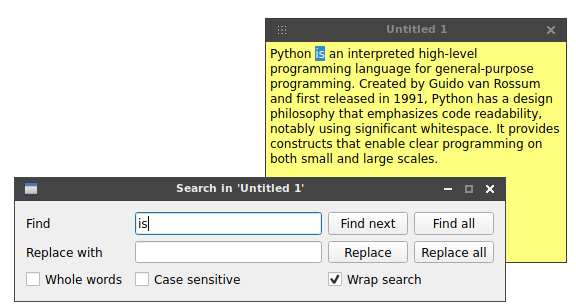 Untitled 1
Python is an interpreted high-level
programming language for general-purpose
programming. Created by Guido van Rossum
and first released in 1991, Python has a design
philosophy that emphasizes code readability,
notably using significant whitespace. It provides
constructs that enable clear programming on
both small and large scales.
Search in 'Untitled 1'
Find is Find next Find all
Replace with Replace Replace all
Whole words Case sensitive Wrap search